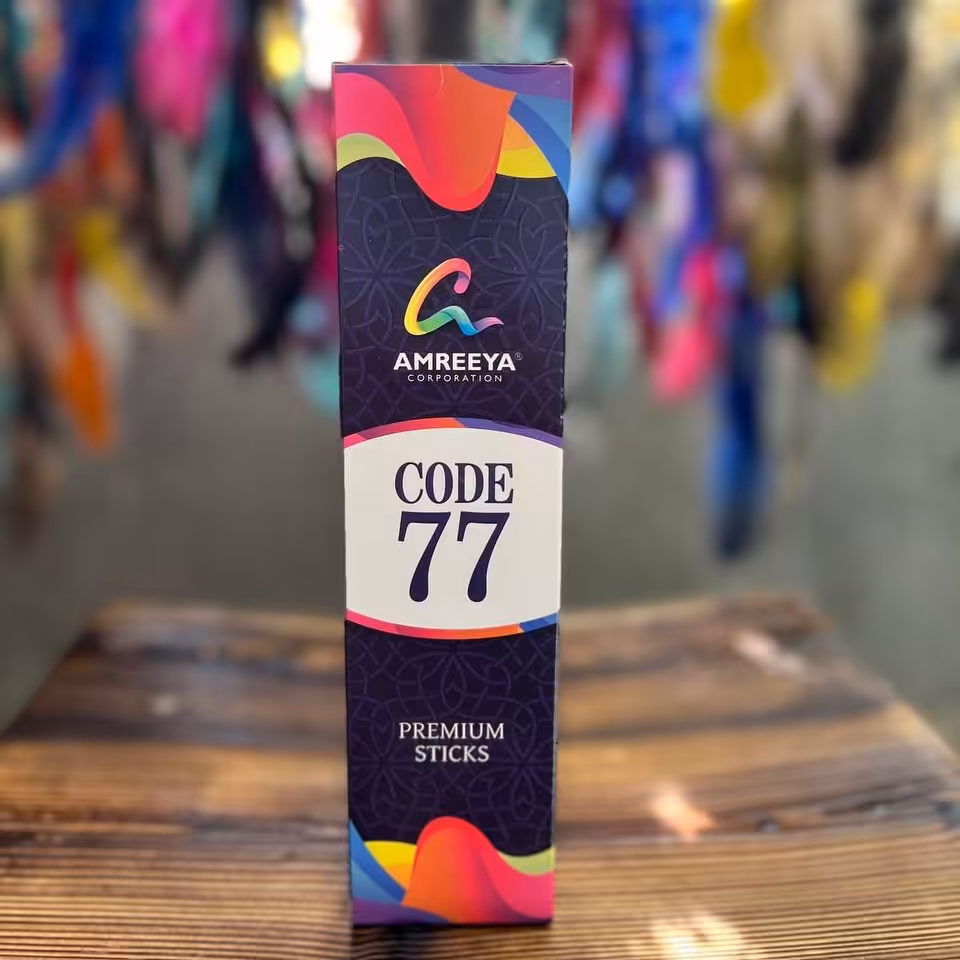 AMREEYA®
CORPORATION
CODE
77
PREMIUM
STICKS